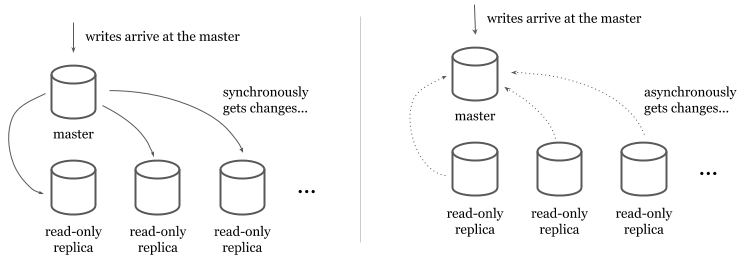 writes arrive at the master
synchronously
gets changes...
master
read-only
replica
read-only
replica
read-only
replica
...
writes arrive at the master
asynchronously
gets changes...
master
read-only
replica
read-only
replica
read-only
replica
...